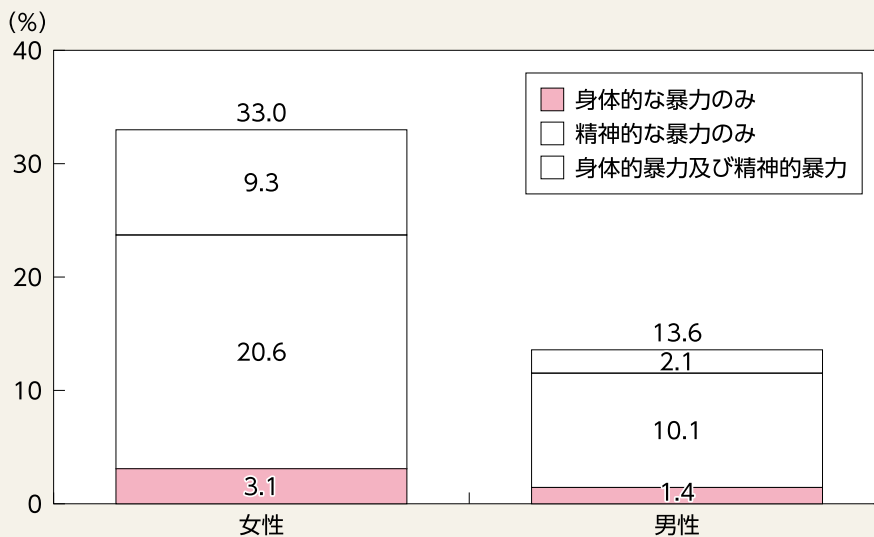 (%)
40
30
20
10
0
33.0
9.3
20.6
3.1
女性
13.6
2.1
10.1
1.4
男性
身体的な暴力のみ
精神的な暴力のみ
身体的暴力及び精神的暴力